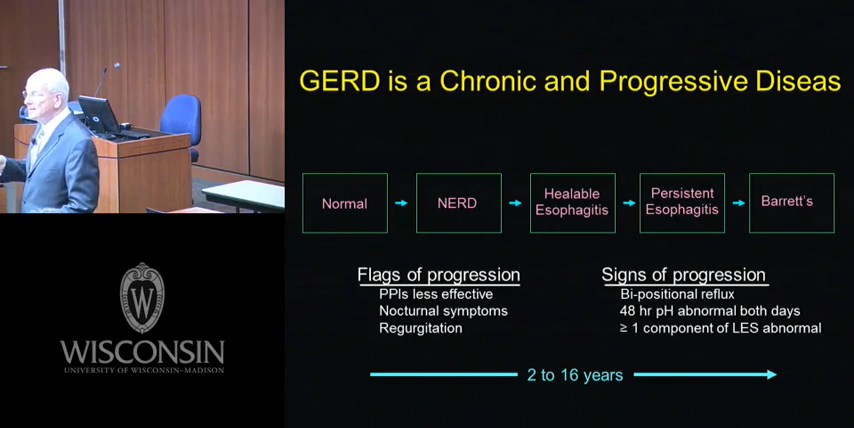 GERD is a Chronic and Progressive Diseas
Normal
NERD
Healable
Esophagitis
Persistent
Esophagitis
Barrett's
Flags of progression
PPIs less effective
Nocturnal symptoms
Regurgitation
Signs of progression
Bi-positional reflux
48 hr pH abnormal both days
≥ 1 component of LES abnormal
2 to 16 years
W
WISCONSIN
UNIVERSITY OF WISCONSIN–MADISON